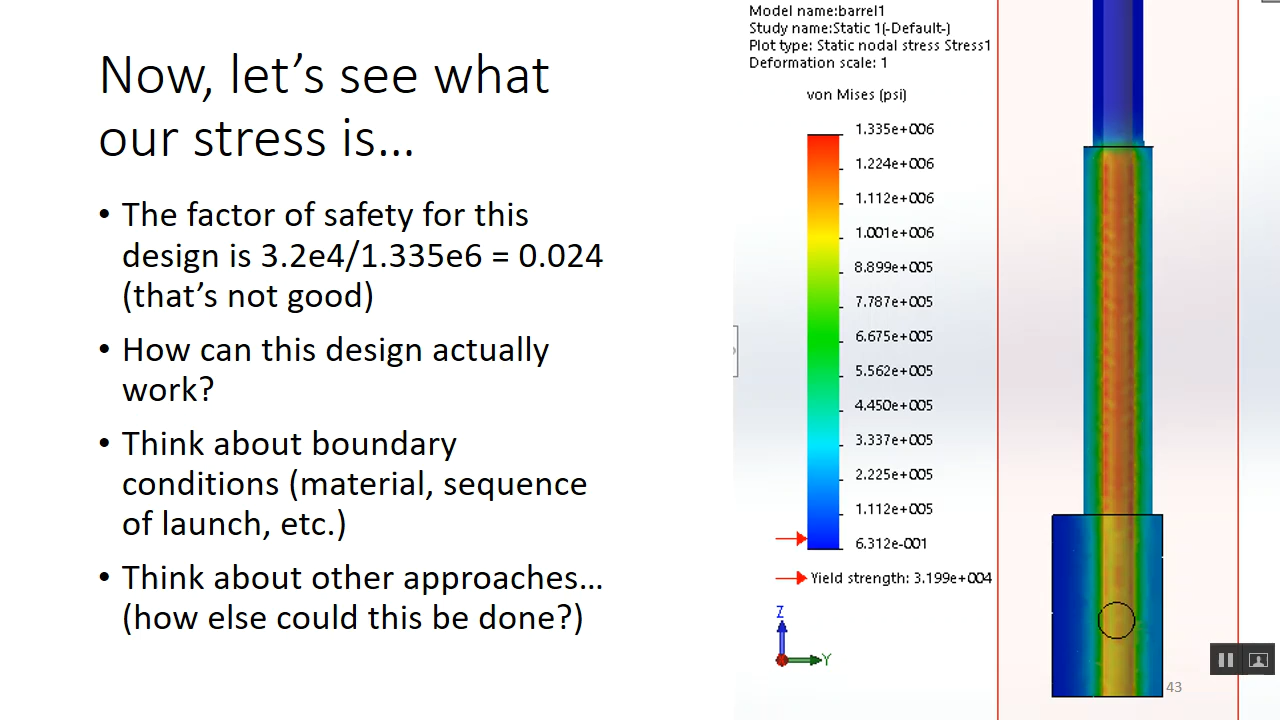 Now, let’s see what
our stress is…
• The factor of safety for this
design is 3.2e4/1.335e6 = 0.024
(that’s not good)
• How can this design actually
work?
• Think about boundary
conditions (material, sequence
of launch, etc.)
• Think about other approaches…
(how else could this be done?)
Model name:barrel1
Study name:Static 1(-Default-)
Plot type: Static nodal stress Stress1
Deformation scale: 1
von Mises (psi)
1.335e+006
1.224e+006
1.112e+006
1.001e+006
8.899e+005
7.787e+005
6.675e+005
5.562e+005
4.450e+005
3.337e+005
2.225e+005
1.112e+005
6.312e-001
Yield strength: 3.199e+004
Z
Y
43